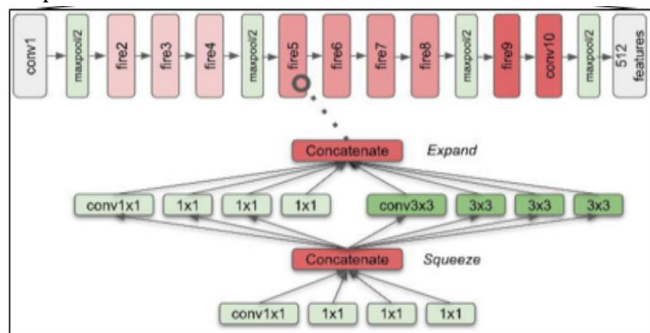 conv1
maxpool/2
fire2
fire3
fire4
maxpool/2
fire5
fire6
fire7
fire8
maxpool/2
fire9
conv10
maxpool/2
512
features
Concatenate Expand
conv1x1 1x1 1x1 1x1 conv3x3 3x3 3x3 3x3
Concatenate Squeeze
conv1x1 1x1 1x1 1x1